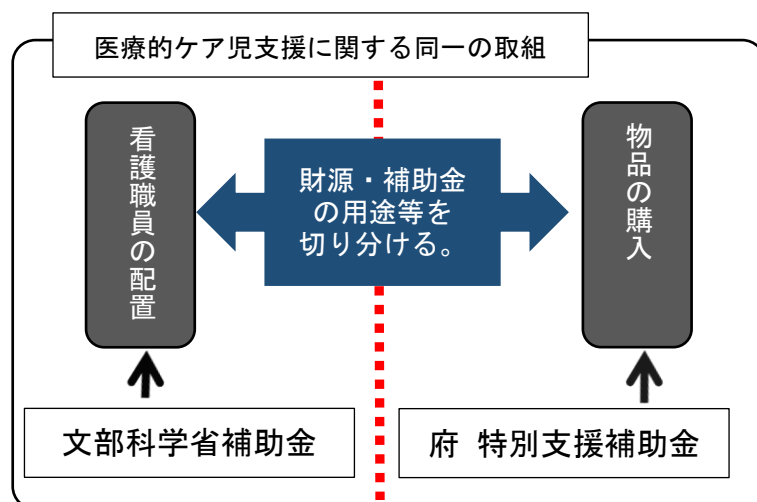 医療的ケア児支援に関する同一の取組
看護職員の配置
財源・補助金
の用途等を
切り分ける。
物品の購入
文部科学省補助金
府 特別支援補助金